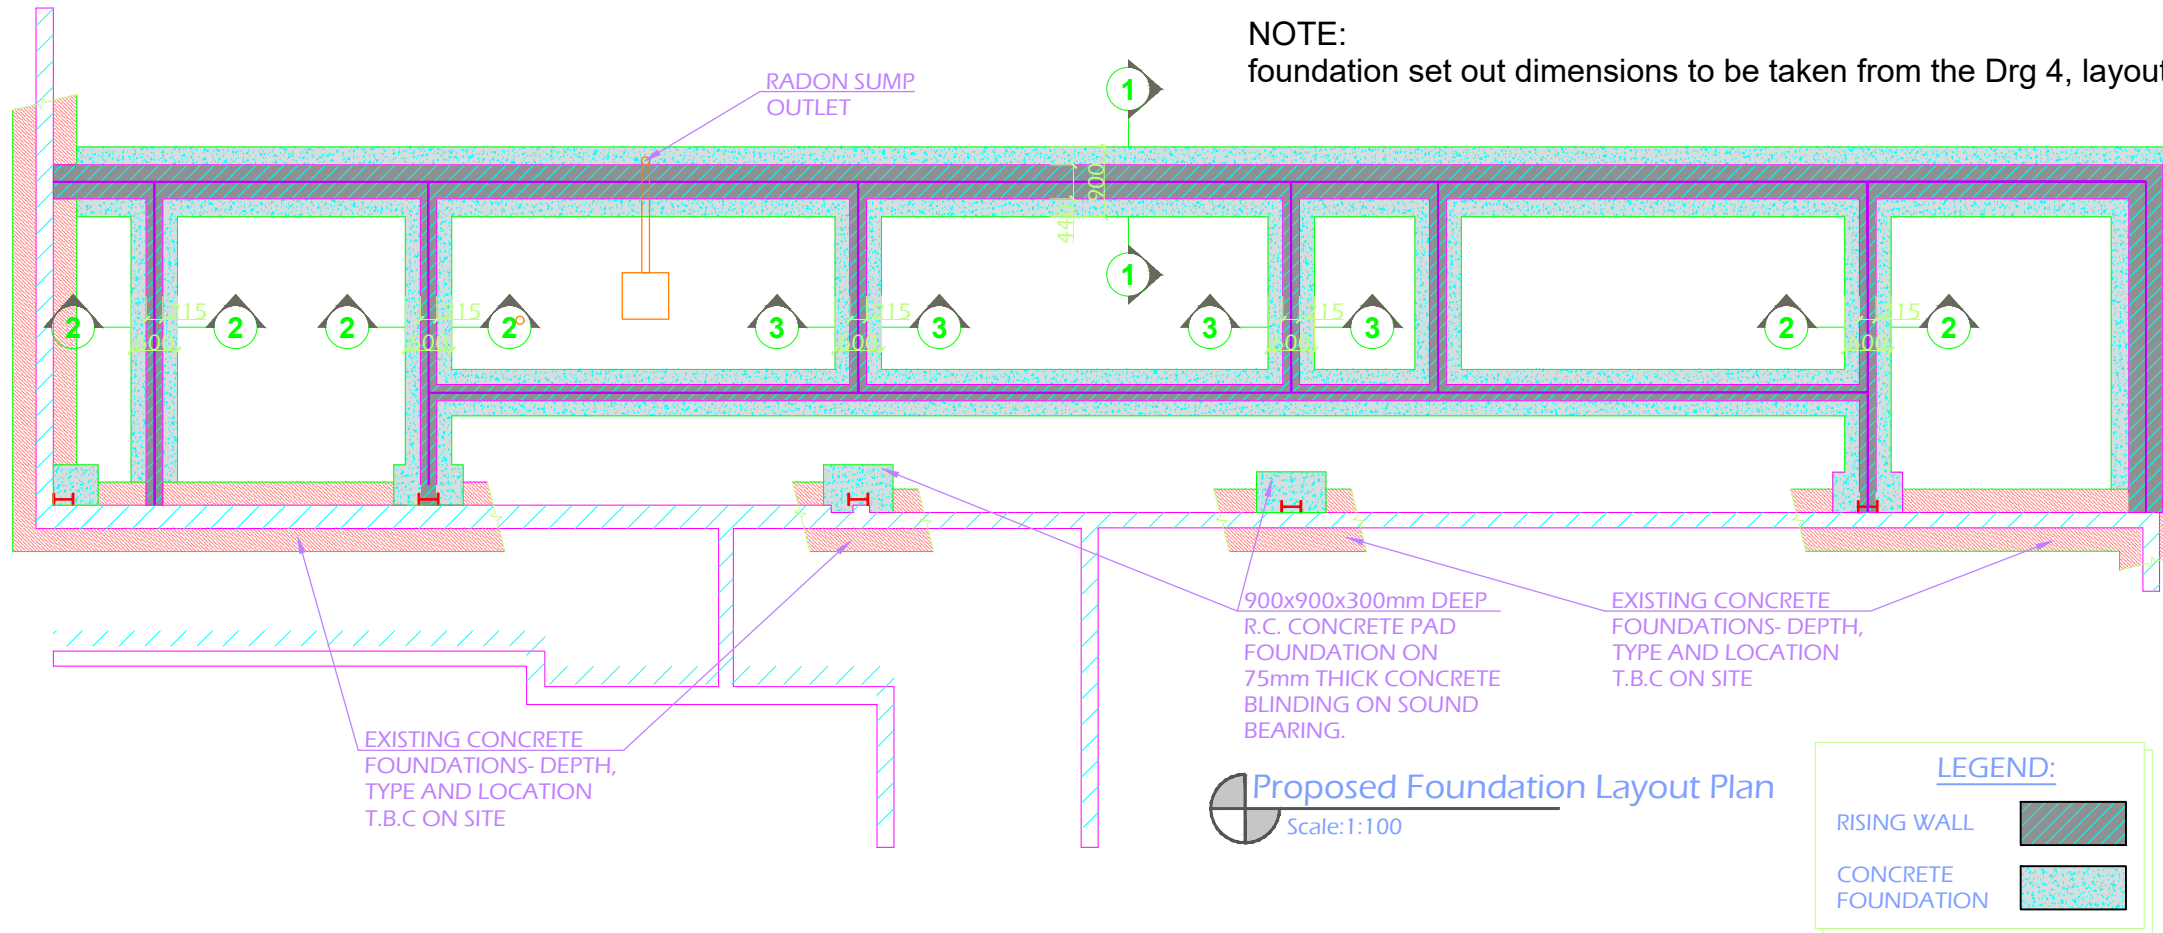 NOTE:
foundation set out dimensions to be taken from the Drg 4, layout
RADON SUMP
OUTLET
1
900
1
215
215
215
215
215
2
2
2
2
3
3
3
3
2
2
900x900x300mm DEEP
R.C. CONCRETE PAD
FOUNDATION ON
75mm THICK CONCRETE
BLINDING ON SOUND
BEARING.
EXISTING CONCRETE
FOUNDATIONS- DEPTH,
TYPE AND LOCATION
T.B.C ON SITE
EXISTING CONCRETE
FOUNDATIONS- DEPTH,
TYPE AND LOCATION
T.B.C ON SITE
Proposed Foundation Layout Plan
Scale:1:100
LEGEND:
RISING WALL
CONCRETE
FOUNDATION